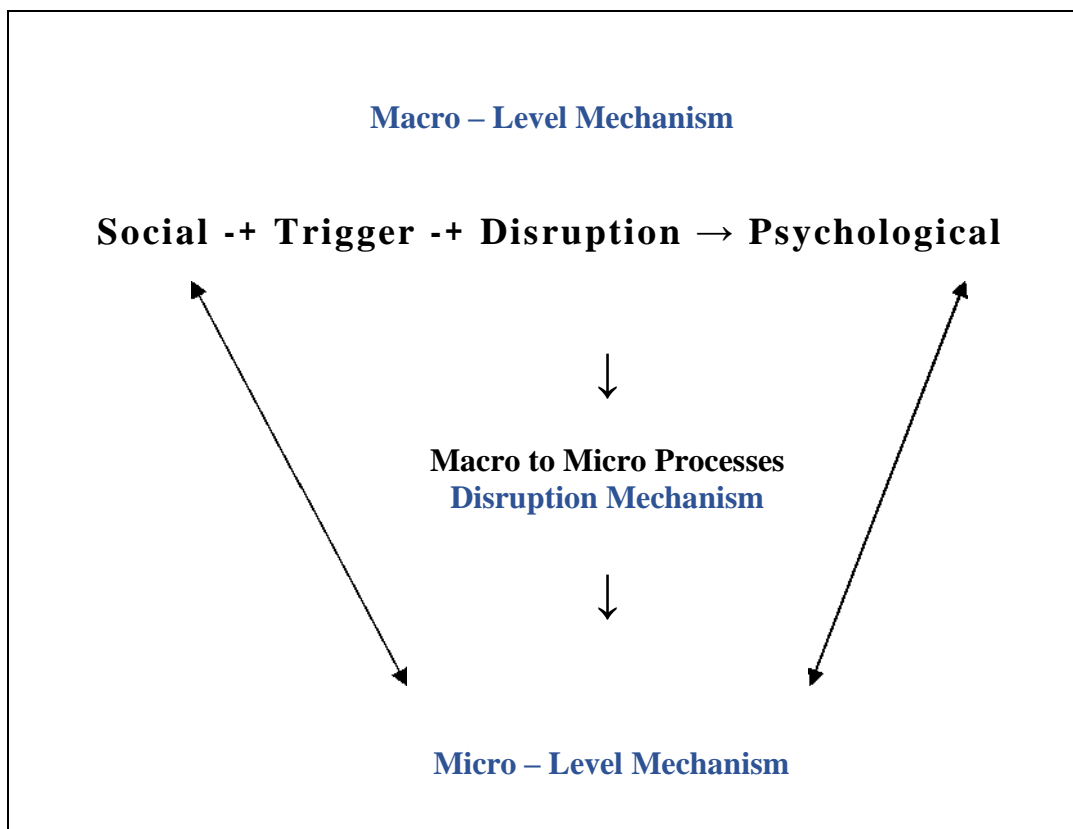 Macro – Level Mechanism
Social -+ Trigger -+ Disruption → Psychological
↓
Macro to Micro Processes
Disruption Mechanism
↓
Micro – Level Mechanism